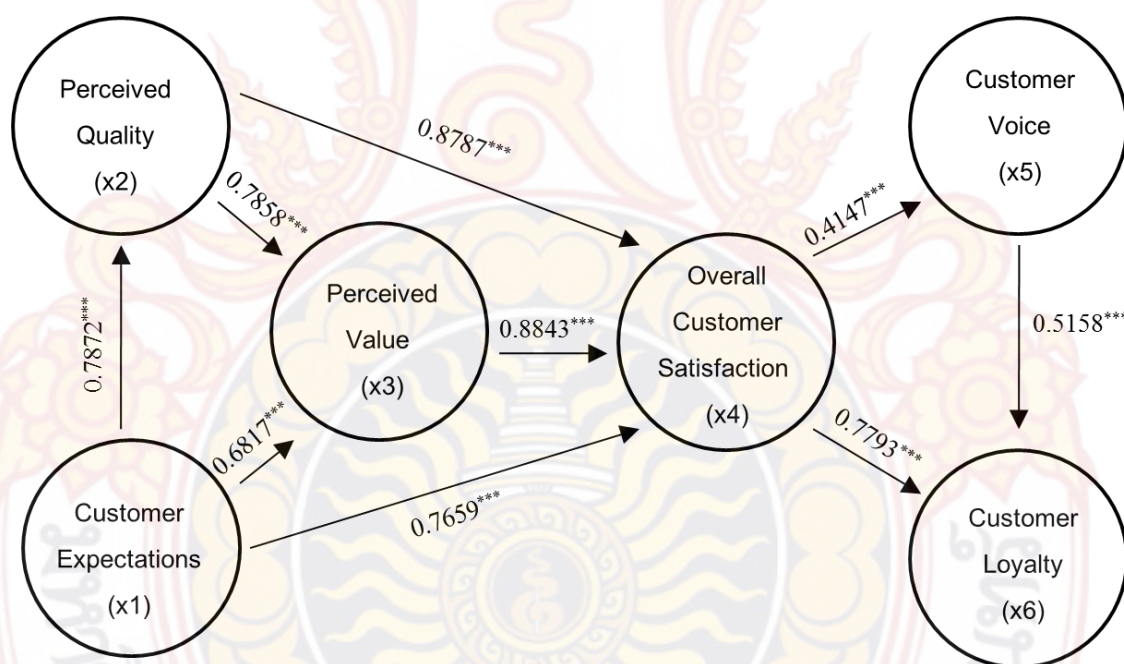 Perceived
Quality
(x2)
Customer
Voice
(x5)
0.8787***
0.7858***
0.4147***
0.7872***
Perceived
Value
(x3)
0.8843***
Overall
Customer
Satisfaction
(x4)
0.5158***
0.6817***
0.7659***
0.7793***
Customer
Expectations
(x1)
Customer
Loyalty
(x6)